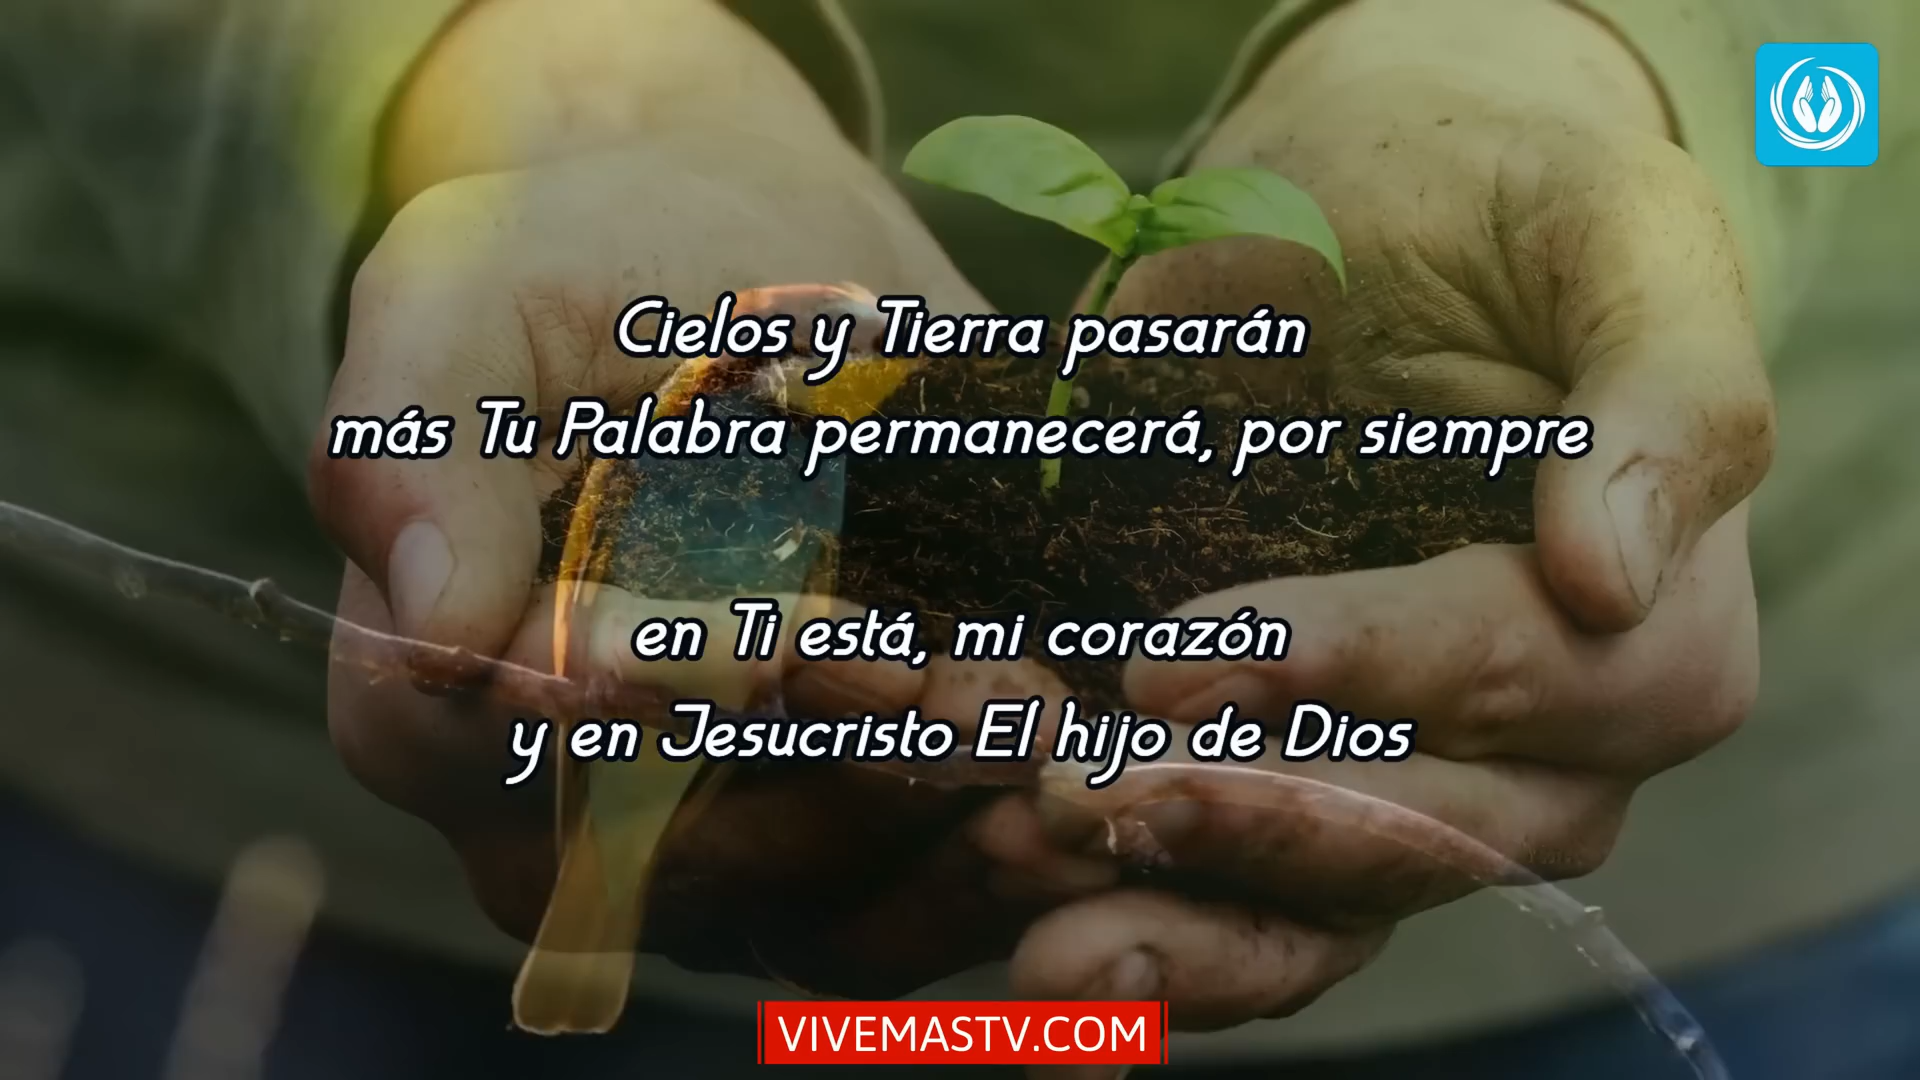 Cielos y Tierra pasarán
más Tu Palabra permanecerá, por siempre
en Ti está, mi corazón
y en Jesucristo El hijo de Dios
VIVEMASTV.COM